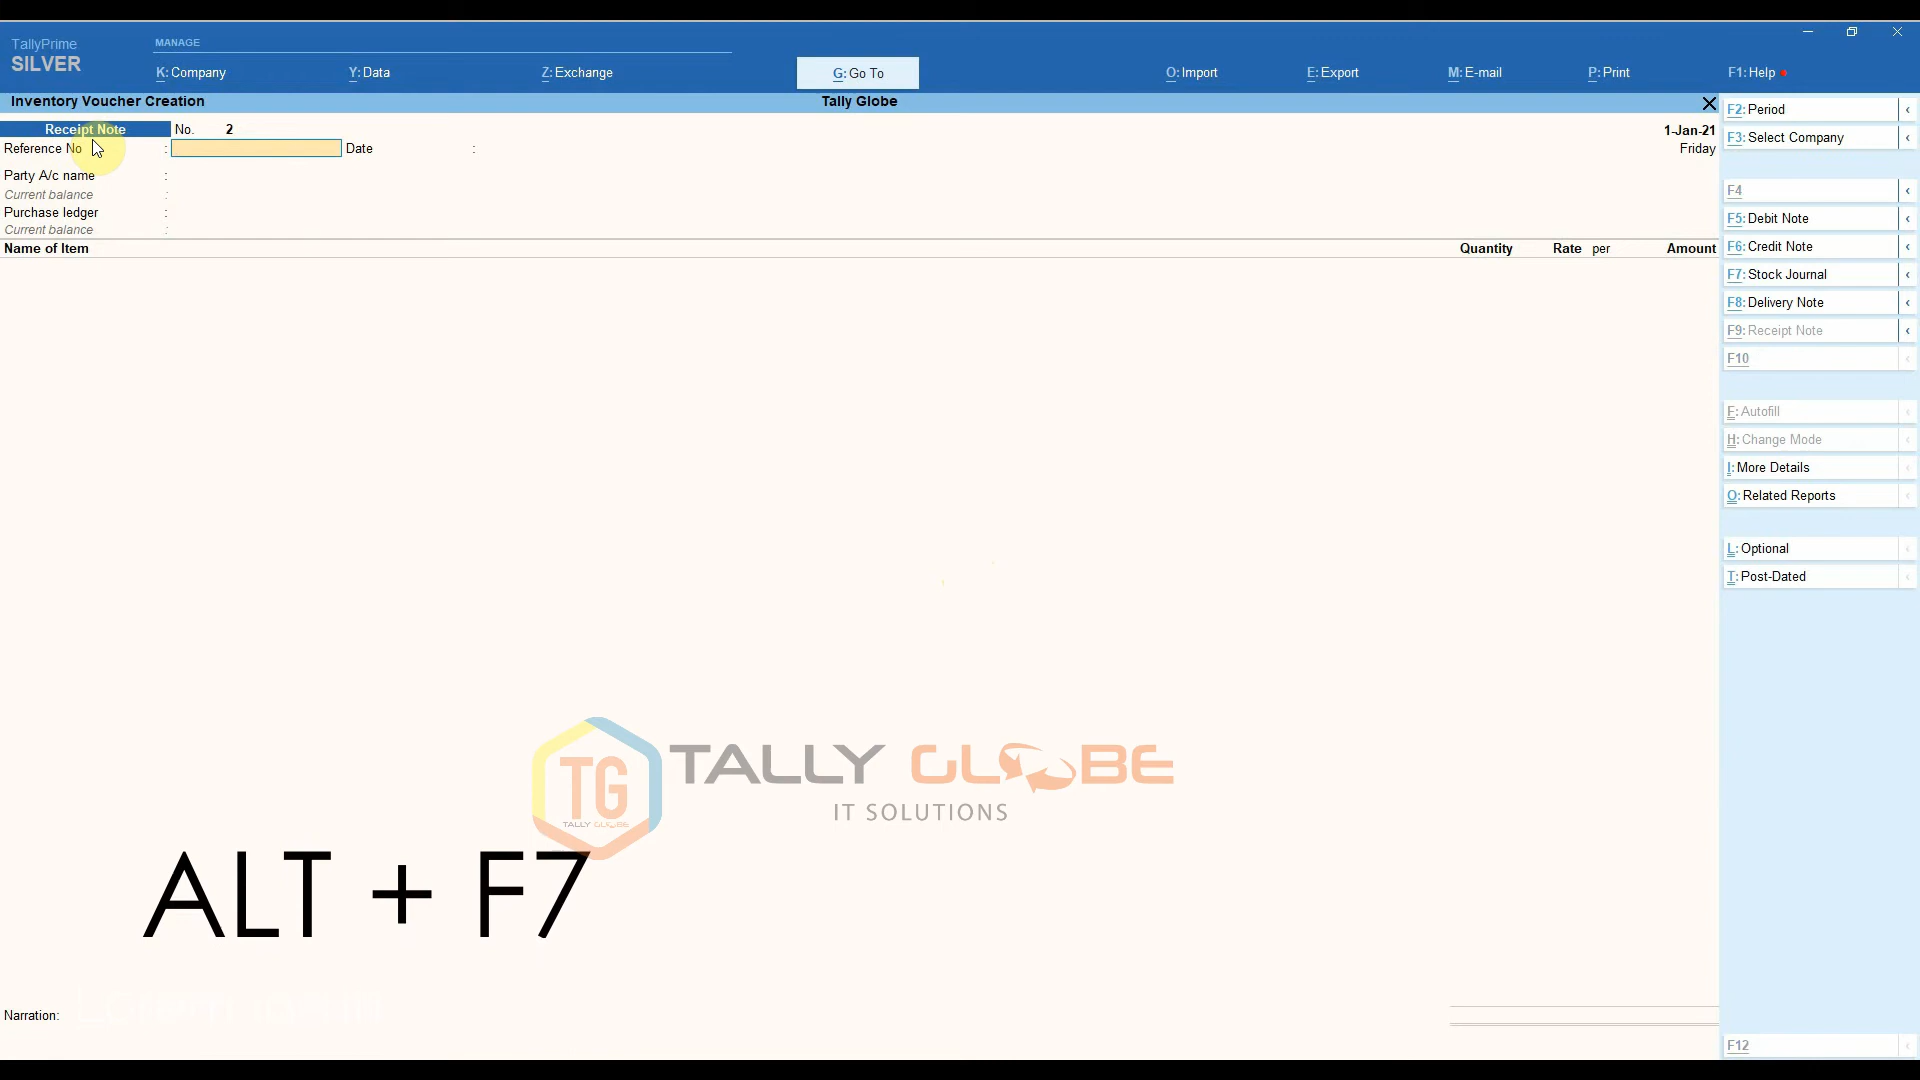 TallyPrime
SILVER
MANAGE
K: Company
Y: Data
Z: Exchange
G: Go To
O: Import
E: Export
M: E-mail
P: Print
F1: Help
Inventory Voucher Creation
Tally Globe
Receipt Note
No. 2
1-Jan-21
Reference No :
Date :
Friday
Party A/c name :
Current balance :
Purchase ledger :
Current balance :
Name of Item
Quantity
Rate per
Amount
F2: Period
F3: Select Company
F4
F5: Debit Note
F6: Credit Note
F7: Stock Journal
F8: Delivery Note
F9: Receipt Note
F10
F: Autofill
H: Change Mode
I: More Details
O: Related Reports
L: Optional
T: Post-Dated
TG
TALLY GLOBE
TALLY GLOBE
IT SOLUTIONS
ALT + F7
Narration:
F12